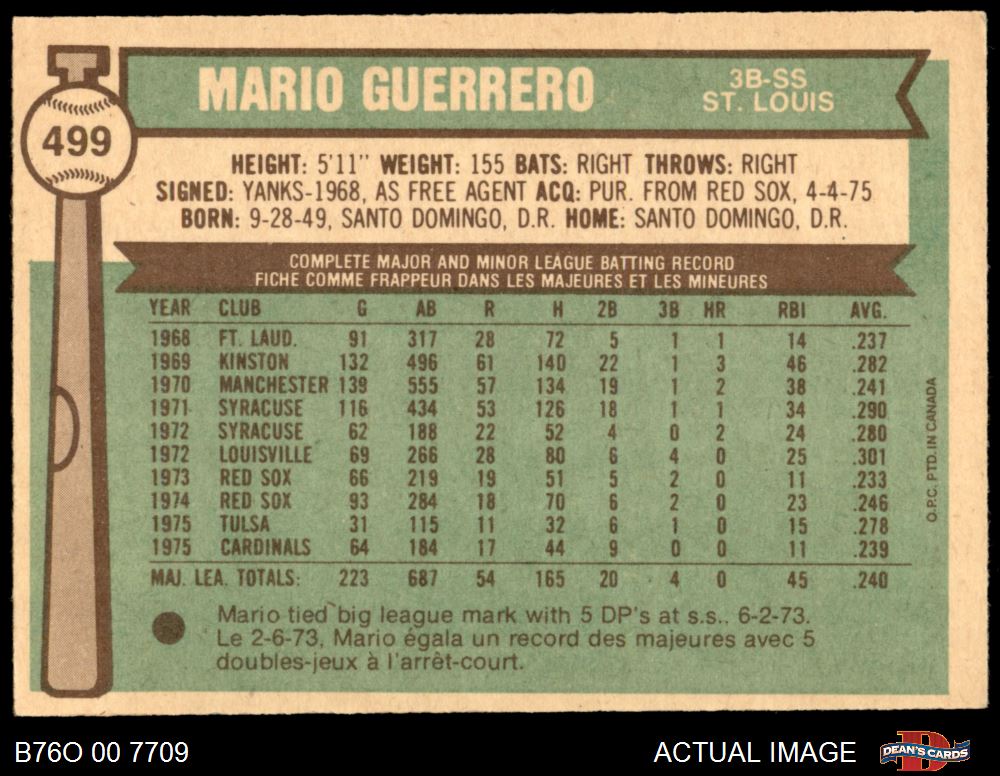 MARIO GUERRERO
3B-SS
ST. LOUIS
499
HEIGHT: 5'11" WEIGHT: 155 BATS: RIGHT THROWS: RIGHT
SIGNED: YANKS-1968, AS FREE AGENT ACQ: PUR. FROM RED SOX, 4-4-75
BORN: 9-28-49, SANTO DOMINGO, D.R. HOME: SANTO DOMINGO, D.R.
COMPLETE MAJOR AND MINOR LEAGUE BATTING RECORD
FICHE COMME FRAPPEUR DANS LES MAJEURES ET LES MINEURES
YEAR CLUB G AB R H 2B 3B HR RBI AVG.
1968 FT. LAUD. 91 317 28 72 5 1 1 14 .237
1969 KINSTON 132 496 61 140 22 1 3 46 .282
1970 MANCHESTER 139 555 57 134 19 1 2 38 .241
1971 SYRACUSE 116 434 53 126 18 1 1 34 .290
1972 SYRACUSE 62 188 22 52 4 0 2 24 .280
1972 LOUISVILLE 69 266 28 80 6 4 0 25 .301
1973 RED SOX 66 219 19 51 5 2 0 11 .233
1974 RED SOX 93 284 18 70 6 2 0 23 .246
1975 TULSA 31 115 11 32 6 1 0 15 .278
1975 CARDINALS 64 184 17 44 9 0 0 11 .239
MAJ. LEA. TOTALS: 223 687 54 165 20 4 0 45 .240
Mario tied big league mark with 5 DP's at s.s.. 6-2-73.
Le 2-6-73, Mario égala un record des majeures avec 5
doubles-jeux à l'arrêt-court.
O.P.C. PTD. IN CANADA
B76O 00 7709
ACTUAL IMAGE
D
DEAN'S CARDS